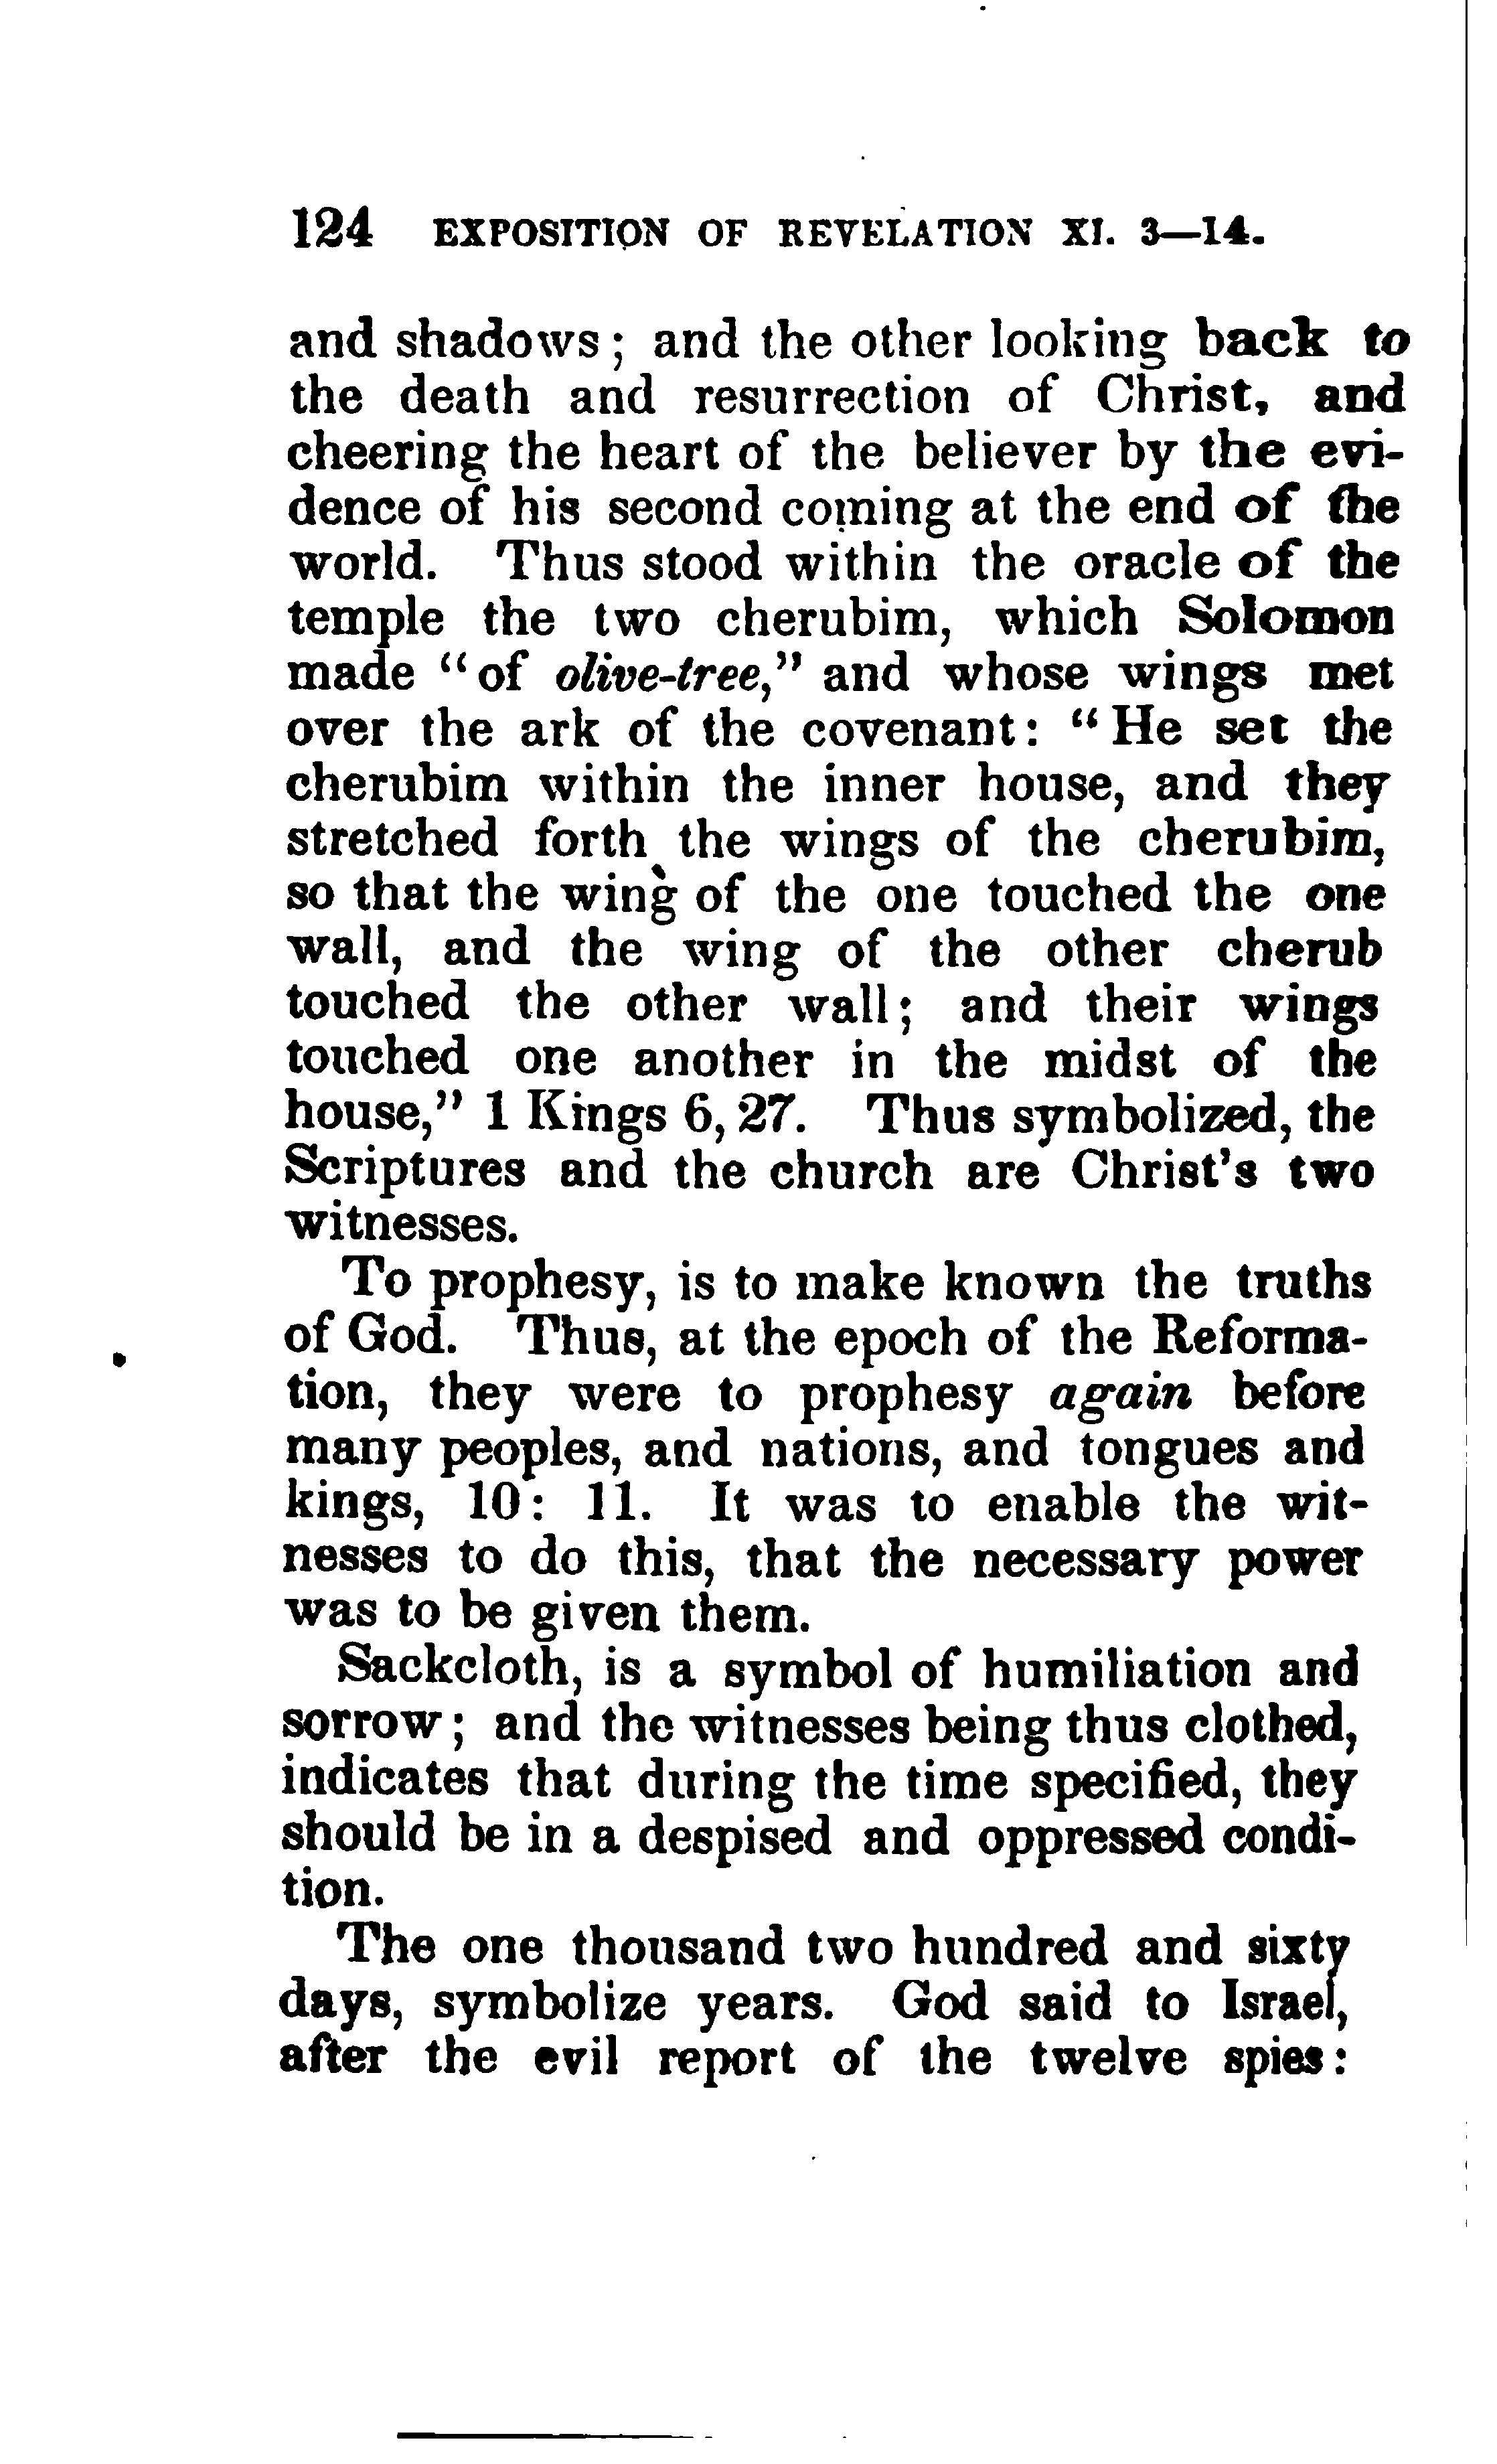 124 EXPOSITION OF REVELATION XI. 3—14.
and shadows; and the other looking back to
the death and resurrection of Christ, and
cheering the heart of the believer by the evi-
dence of his second coming at the end of the
world. Thus stood within the oracle of the
temple the two cherubim, which Solomon
made "of olive-tree," and whose wings met
over the ark of the covenant: "He set the
cherubim within the inner house, and they
stretched forth the wings of the cherubim,
so that the wing of the one touched the one
wall, and the wing of the other cherub
touched the other wall; and their wings
touched one another in the midst of the
house," 1 Kings 6, 27. Thus symbolized, the
Scriptures and the church are Christ's two
witnesses.
To prophesy, is to make known the truths
of God. Thus, at the epoch of the Reforma-
tion, they were to prophesy again before
many peoples, and nations, and tongues and
kings, 10: 11. It was to enable the wit-
nesses to do this, that the necessary power
was to be given them.
Sackcloth, is a symbol of humiliation and
sorrow; and the witnesses being thus clothed,
indicates that during the time specified, they
should be in a despised and oppressed condi-
tion.
The one thousand two hundred and sixty
days, symbolize years. God said to Israel,
after the evil report of the twelve spies: